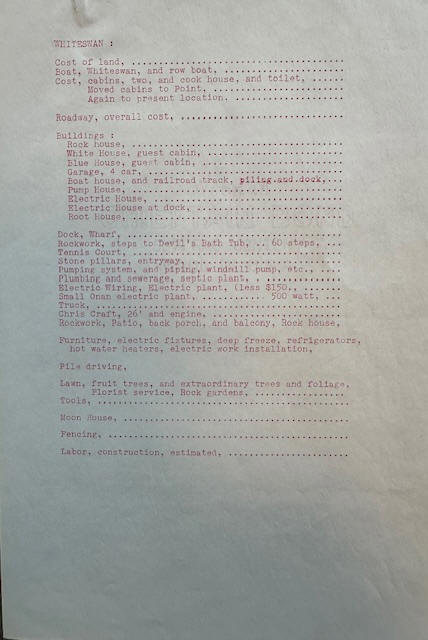 WHITESWAN :
Cost of land, ..........................
Boat, Whiteswan, and row boat, .................
Cost, cabins, two, and cook house, and toilet, ......
Moved cabins to Point, ................
Again to present location, ................
Roadway, overall cost, ........................
Buildings :
Rock house, ................................
White House, guest cabin, ....................
Blue House, guest cabin, ....................
Garage, 4 car, ..............................
Boat house, and railroad track, piling and dock,...
Pump House, .................................
Electric House, ............................
Electric House at dock, ......................
Root House, ................................
Dock, Wharf, ................................
Rockwork, steps to Devil's Bath Tub, .. 60 steps, ...
Tennis Court, ..............................
Stone pillars, entryway, .......................
Pumping system, and piping, windmill pump, etc., ....
Plumbing and sewerage, septic plant, ...............
Electric Wiring, Electric plant, (less $150., .......
Small Onan electric plant, .......... 500 watt, ...
Truck, ....................................
Chris Craft, 26' and engine, .....................
Rockwork, Patio, back porch, and balcony, Rock house,
Furniture, electric fixtures, deep freeze, refrigerators,
hot water heaters, electric work installation,
Pile driving,
Lawn, fruit trees, and extraordinary trees and foliage,
Florist service, Rock gardens, ................
Tools, ......................................
Moon House, .................................
Fencing, ....................................
Labor, construction, estimated, ..................